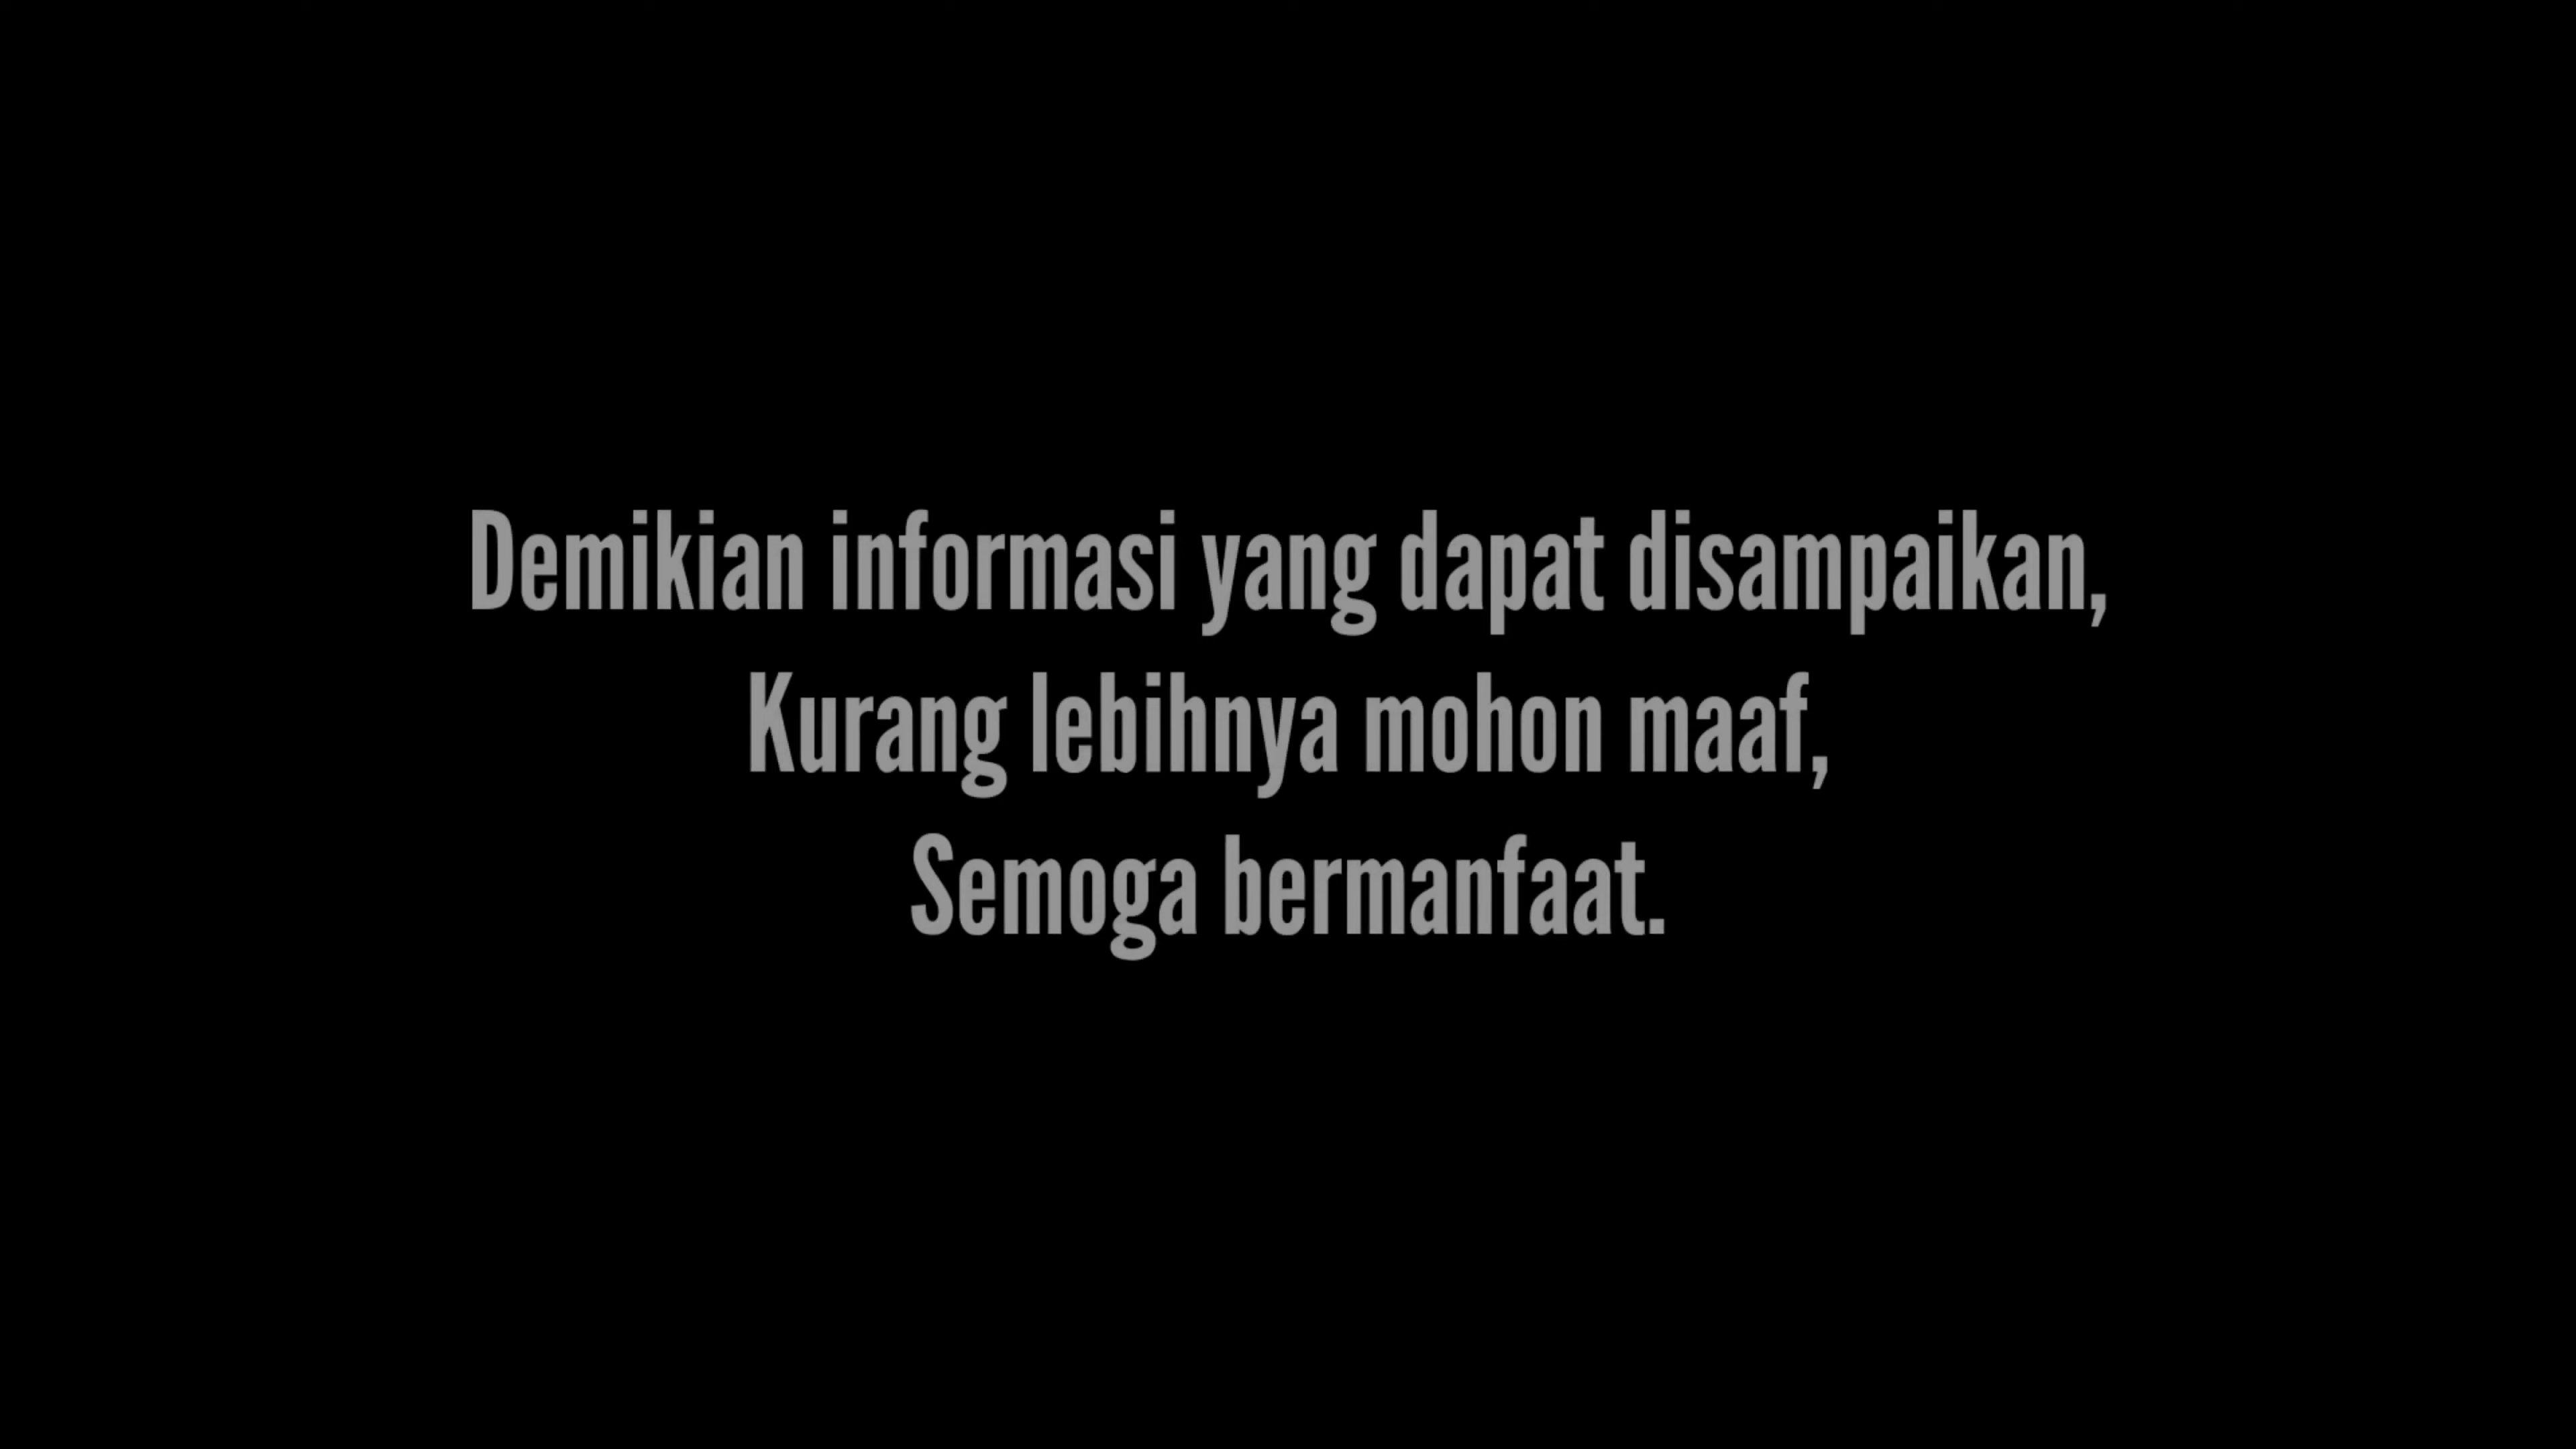 Demikian informasi yang dapat disampaikan,
Kurang lebihnya mohon maaf,
Semoga bermanfaat.